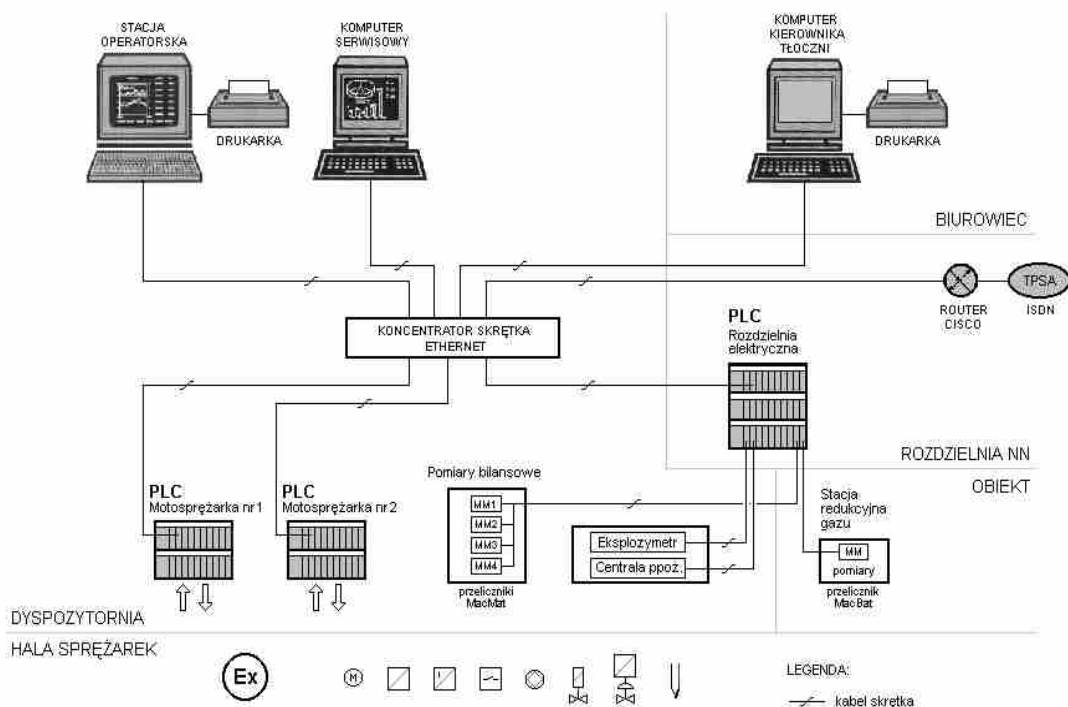 STACJA
OPERATORSKA
KOMPUTER
SERWISOWY
KOMPUTER
KIEROWNIKA
TŁOCZNI
DRUKARKA
DRUKARKA
BIUROWIEC
TPSA
ROUTER
CISCO
ISDN
KONCENTRATOR SKRĘTKA
ETHERNET
PLC
Rozdzielnia
elektryczna
ROZDZIELNIA NN
OBIEKT
Pomiary bilansowe
MM1
MM2
MM3
MM4
przeliczniki
MacMat
PLC
Motosprężarka nr 1
PLC
Motosprężarka nr 2
Eksplozymetr
Centrala ppoż.
Stacja
redukcyjna
gazu
MM
pomiary
przelicznik
MacBat
DYSPOZYTORNIA
HALA SPRĘŻAREK
Ex
M
LEGENDA:
kabel skrętka